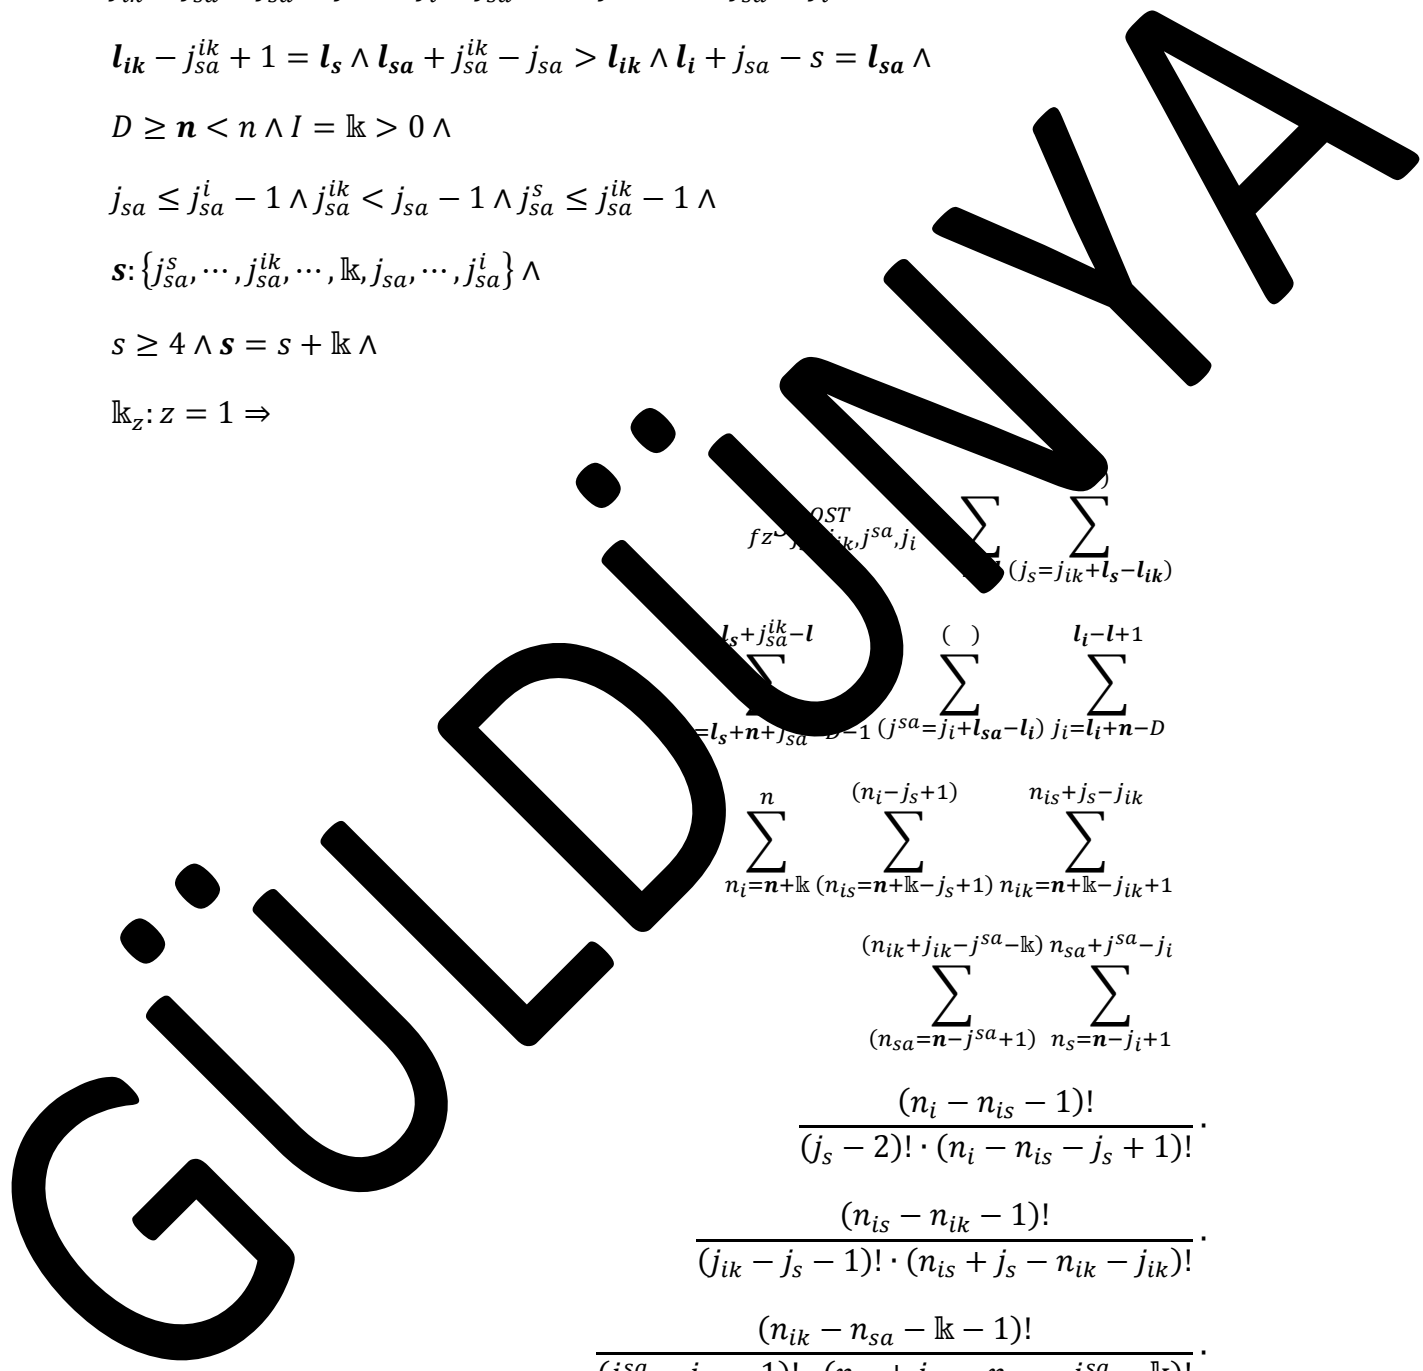 𝒍_{𝒊𝒌} − j_{sa}^{ik} + 1 = 𝒍_𝒔 ∧ 𝒍_{𝒔𝒂} + j_{sa}^{ik} − j_{sa} > 𝒍_{𝒊𝒌} ∧ 𝒍_𝒊 + j_{sa} − s = 𝒍_{𝒔𝒂} ∧
D ≥ 𝒏 < n ∧ I = 𝕜 > 0 ∧
j_{sa} ≤ j_{sa}^{i} − 1 ∧ j_{sa}^{ik} < j_{sa} − 1 ∧ j_{sa}^{s} ≤ j_{sa}^{ik} − 1 ∧
𝒔: {j_{sa}^{s}, ⋯, j_{sa}^{ik}, ⋯, 𝕜, j_{sa}, ⋯, j_{sa}^{i}} ∧
s ≥ 4 ∧ 𝒔 = s + 𝕜 ∧
𝕜_z: z = 1 ⇒
GÜLDÜNYA
∑ ∑_{(j_s=j_{ik}+𝒍_𝒔−𝒍_{𝒊𝒌})}
∑^{𝒍_𝒔+j_{sa}^{ik}−𝒍} ∑_{(j^{sa}=j_i+𝒍_{𝒔𝒂}−𝒍_𝒊)}^{( )} ∑_{j_i=𝒍_𝒊+𝒏−D}^{𝒍_𝒊−𝒍+1}
∑_{n_i=𝒏+𝕜}^{n} ∑_{(n_{is}=𝒏+𝕜−j_s+1)}^{(n_i−j_s+1)} ∑_{n_{ik}=𝒏+𝕜−j_{ik}+1}^{n_{is}+j_s−j_{ik}}
∑_{(n_{sa}=𝒏−j^{sa}+1)}^{(n_{ik}+j_{ik}−j^{sa}−𝕜)} ∑_{n_s=𝒏−j_i+1}^{n_{sa}+j^{sa}−j_i}
(n_i − n_{is} − 1)!
(j_s − 2)! · (n_i − n_{is} − j_s + 1)! ·
(n_{is} − n_{ik} − 1)!
(j_{ik} − j_s − 1)! · (n_{is} + j_s − n_{ik} − j_{ik})! ·
(n_{ik} − n_{sa} − 𝕜 − 1)!